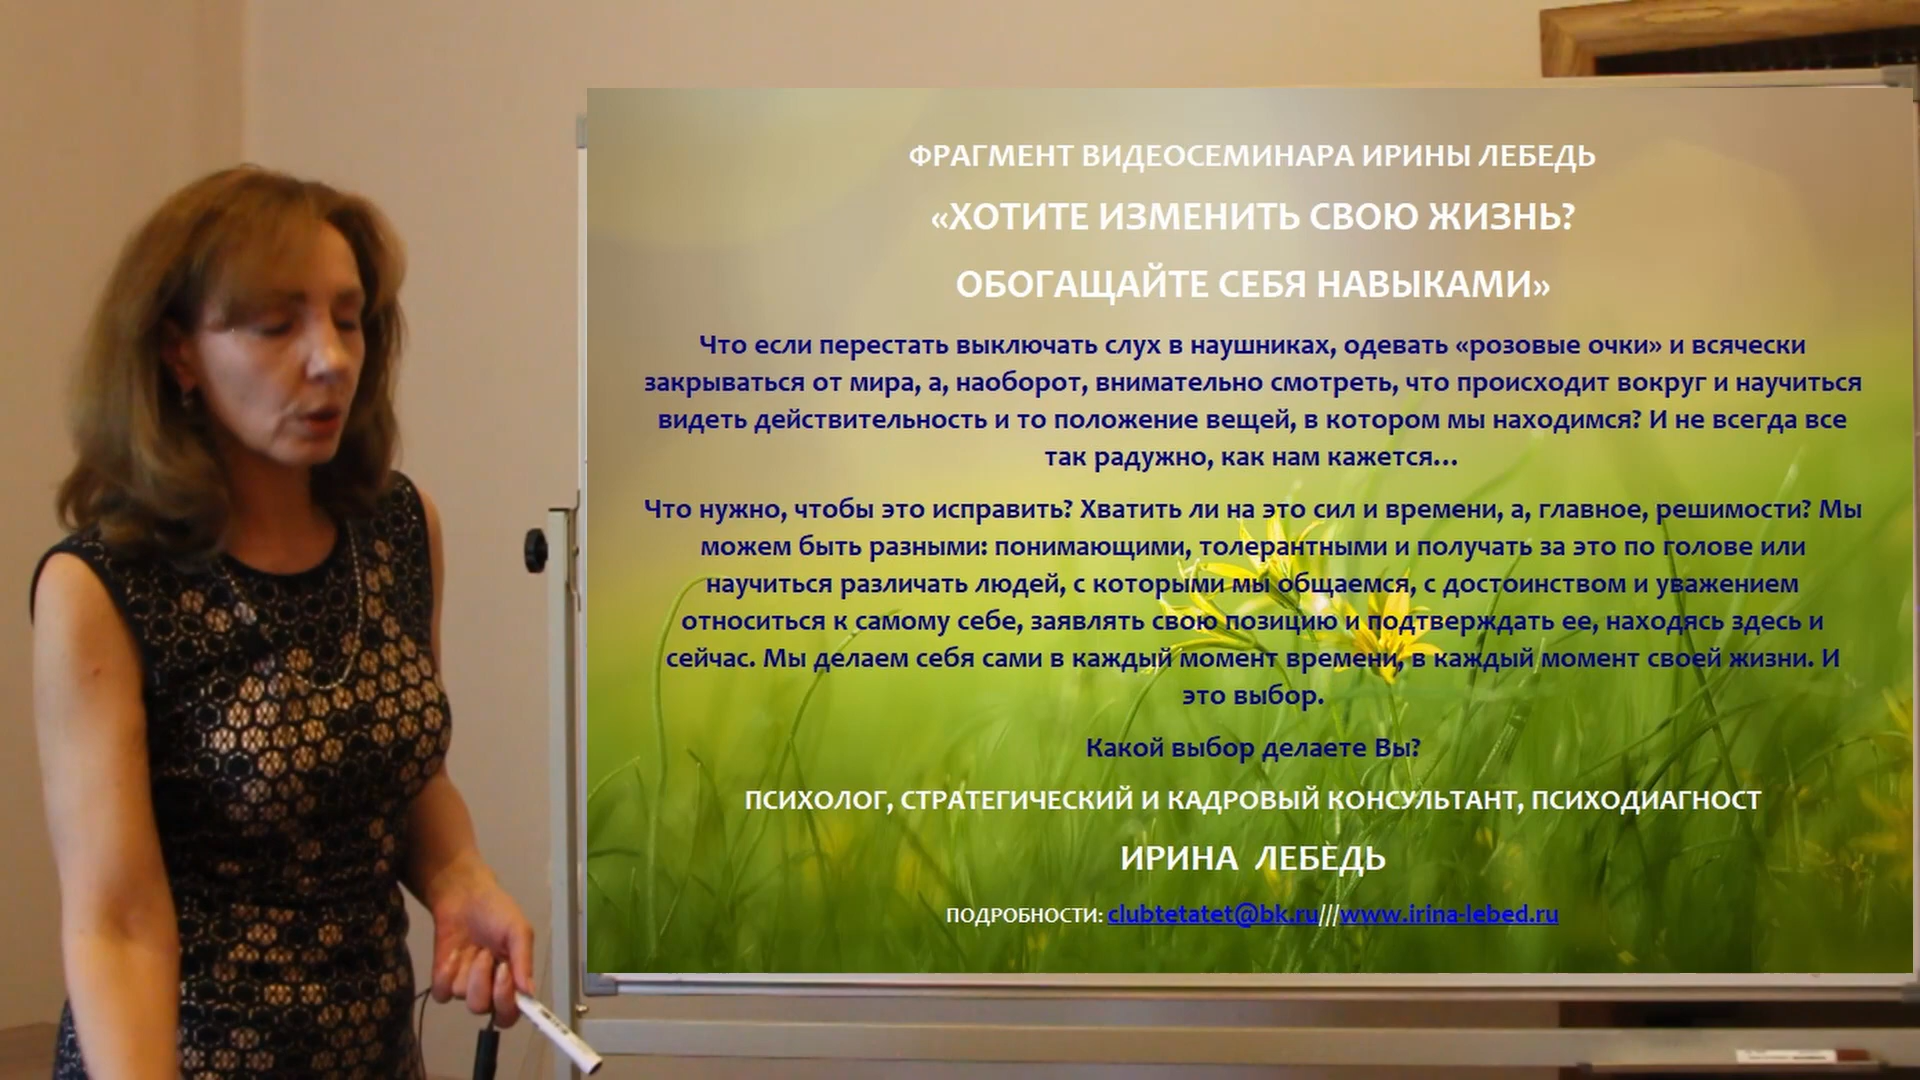 ФРАГМЕНТ ВИДЕОСЕМИНАРА ИРИНЫ ЛЕБЕДЬ
«ХОТИТЕ ИЗМЕНИТЬ СВОЮ ЖИЗНЬ?
ОБОГАЩАЙТЕ СЕБЯ НАВЫКАМИ»
Что если перестать выключать слух в наушниках, одевать «розовые очки» и всячески
закрываться от мира, а, наоборот, внимательно смотреть, что происходит вокруг и научиться
видеть действительность и то положение вещей, в котором мы находимся? И не всегда все
так радужно, как нам кажется...
Что нужно, чтобы это исправить? Хватить ли на это сил и времени, а, главное, решимости? Мы
можем быть разными: понимающими, толерантными и получать за это по голове или
научиться различать людей, с которыми мы общаемся, с достоинством и уважением
относиться к самому себе, заявлять свою позицию и подтверждать ее, находясь здесь и
сейчас. Мы делаем себя сами в каждый момент времени, в каждый момент своей жизни. И
это выбор.
Какой выбор делаете Вы?
ПСИХОЛОГ, СТРАТЕГИЧЕСКИЙ И КАДРОВЫЙ КОНСУЛЬТАНТ, ПСИХОДИАГНОСТ
ИРИНА ЛЕБЕДЬ
ПОДРОБНОСТИ: clubtetatet@bk.ru///www.irina-lebed.ru